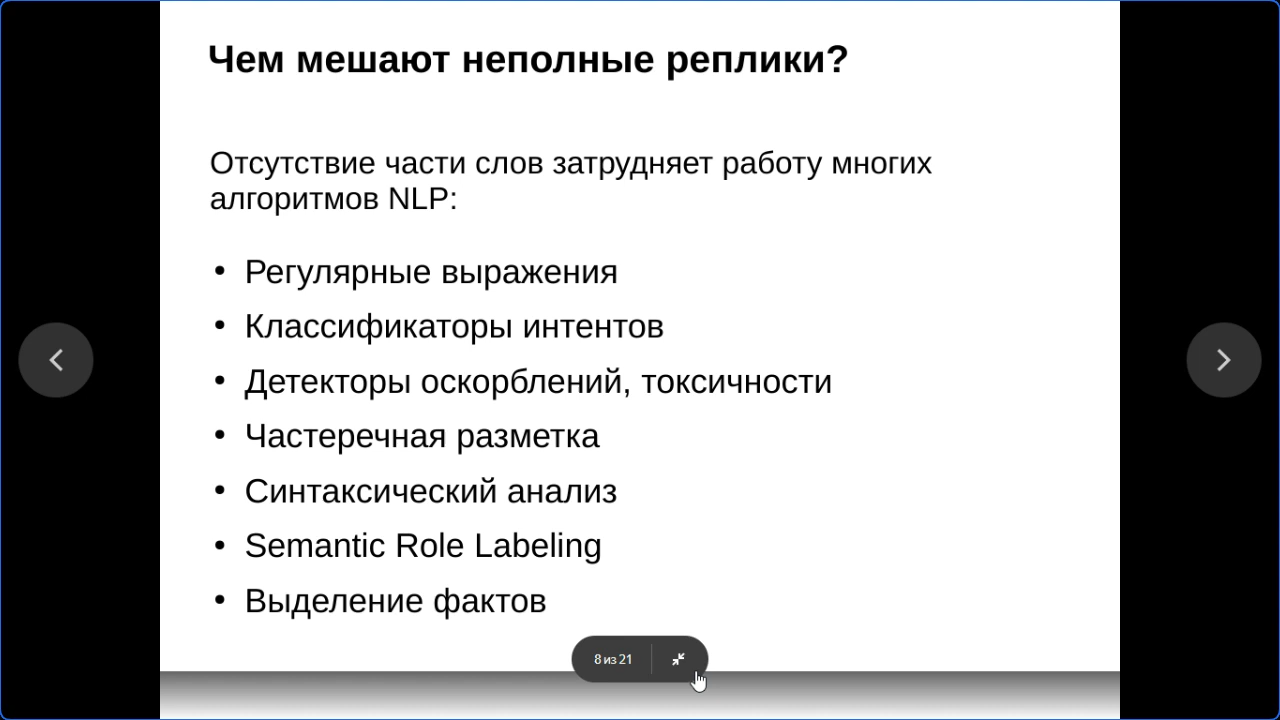 Чем мешают неполные реплики?
Отсутствие части слов затрудняет работу многих
алгоритмов NLP:
• Регулярные выражения
• Классификаторы интентов
• Детекторы оскорблений, токсичности
• Частеречная разметка
• Синтаксический анализ
• Semantic Role Labeling
• Выделение фактов
8 из 21